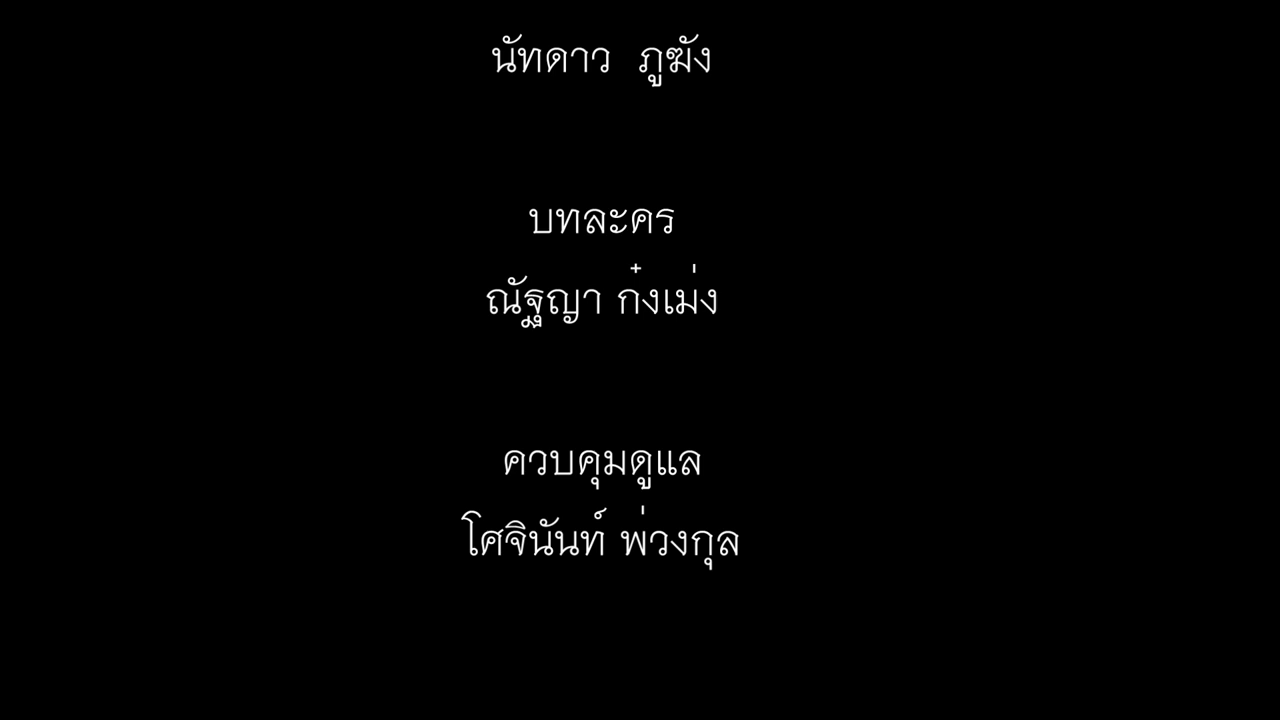 นัทดาว ภูฆัง
บทละคร
ณัฐญา ก๋งเม่ง
ควบคุมดูแล
โศจินันท์ พ่วงกุล